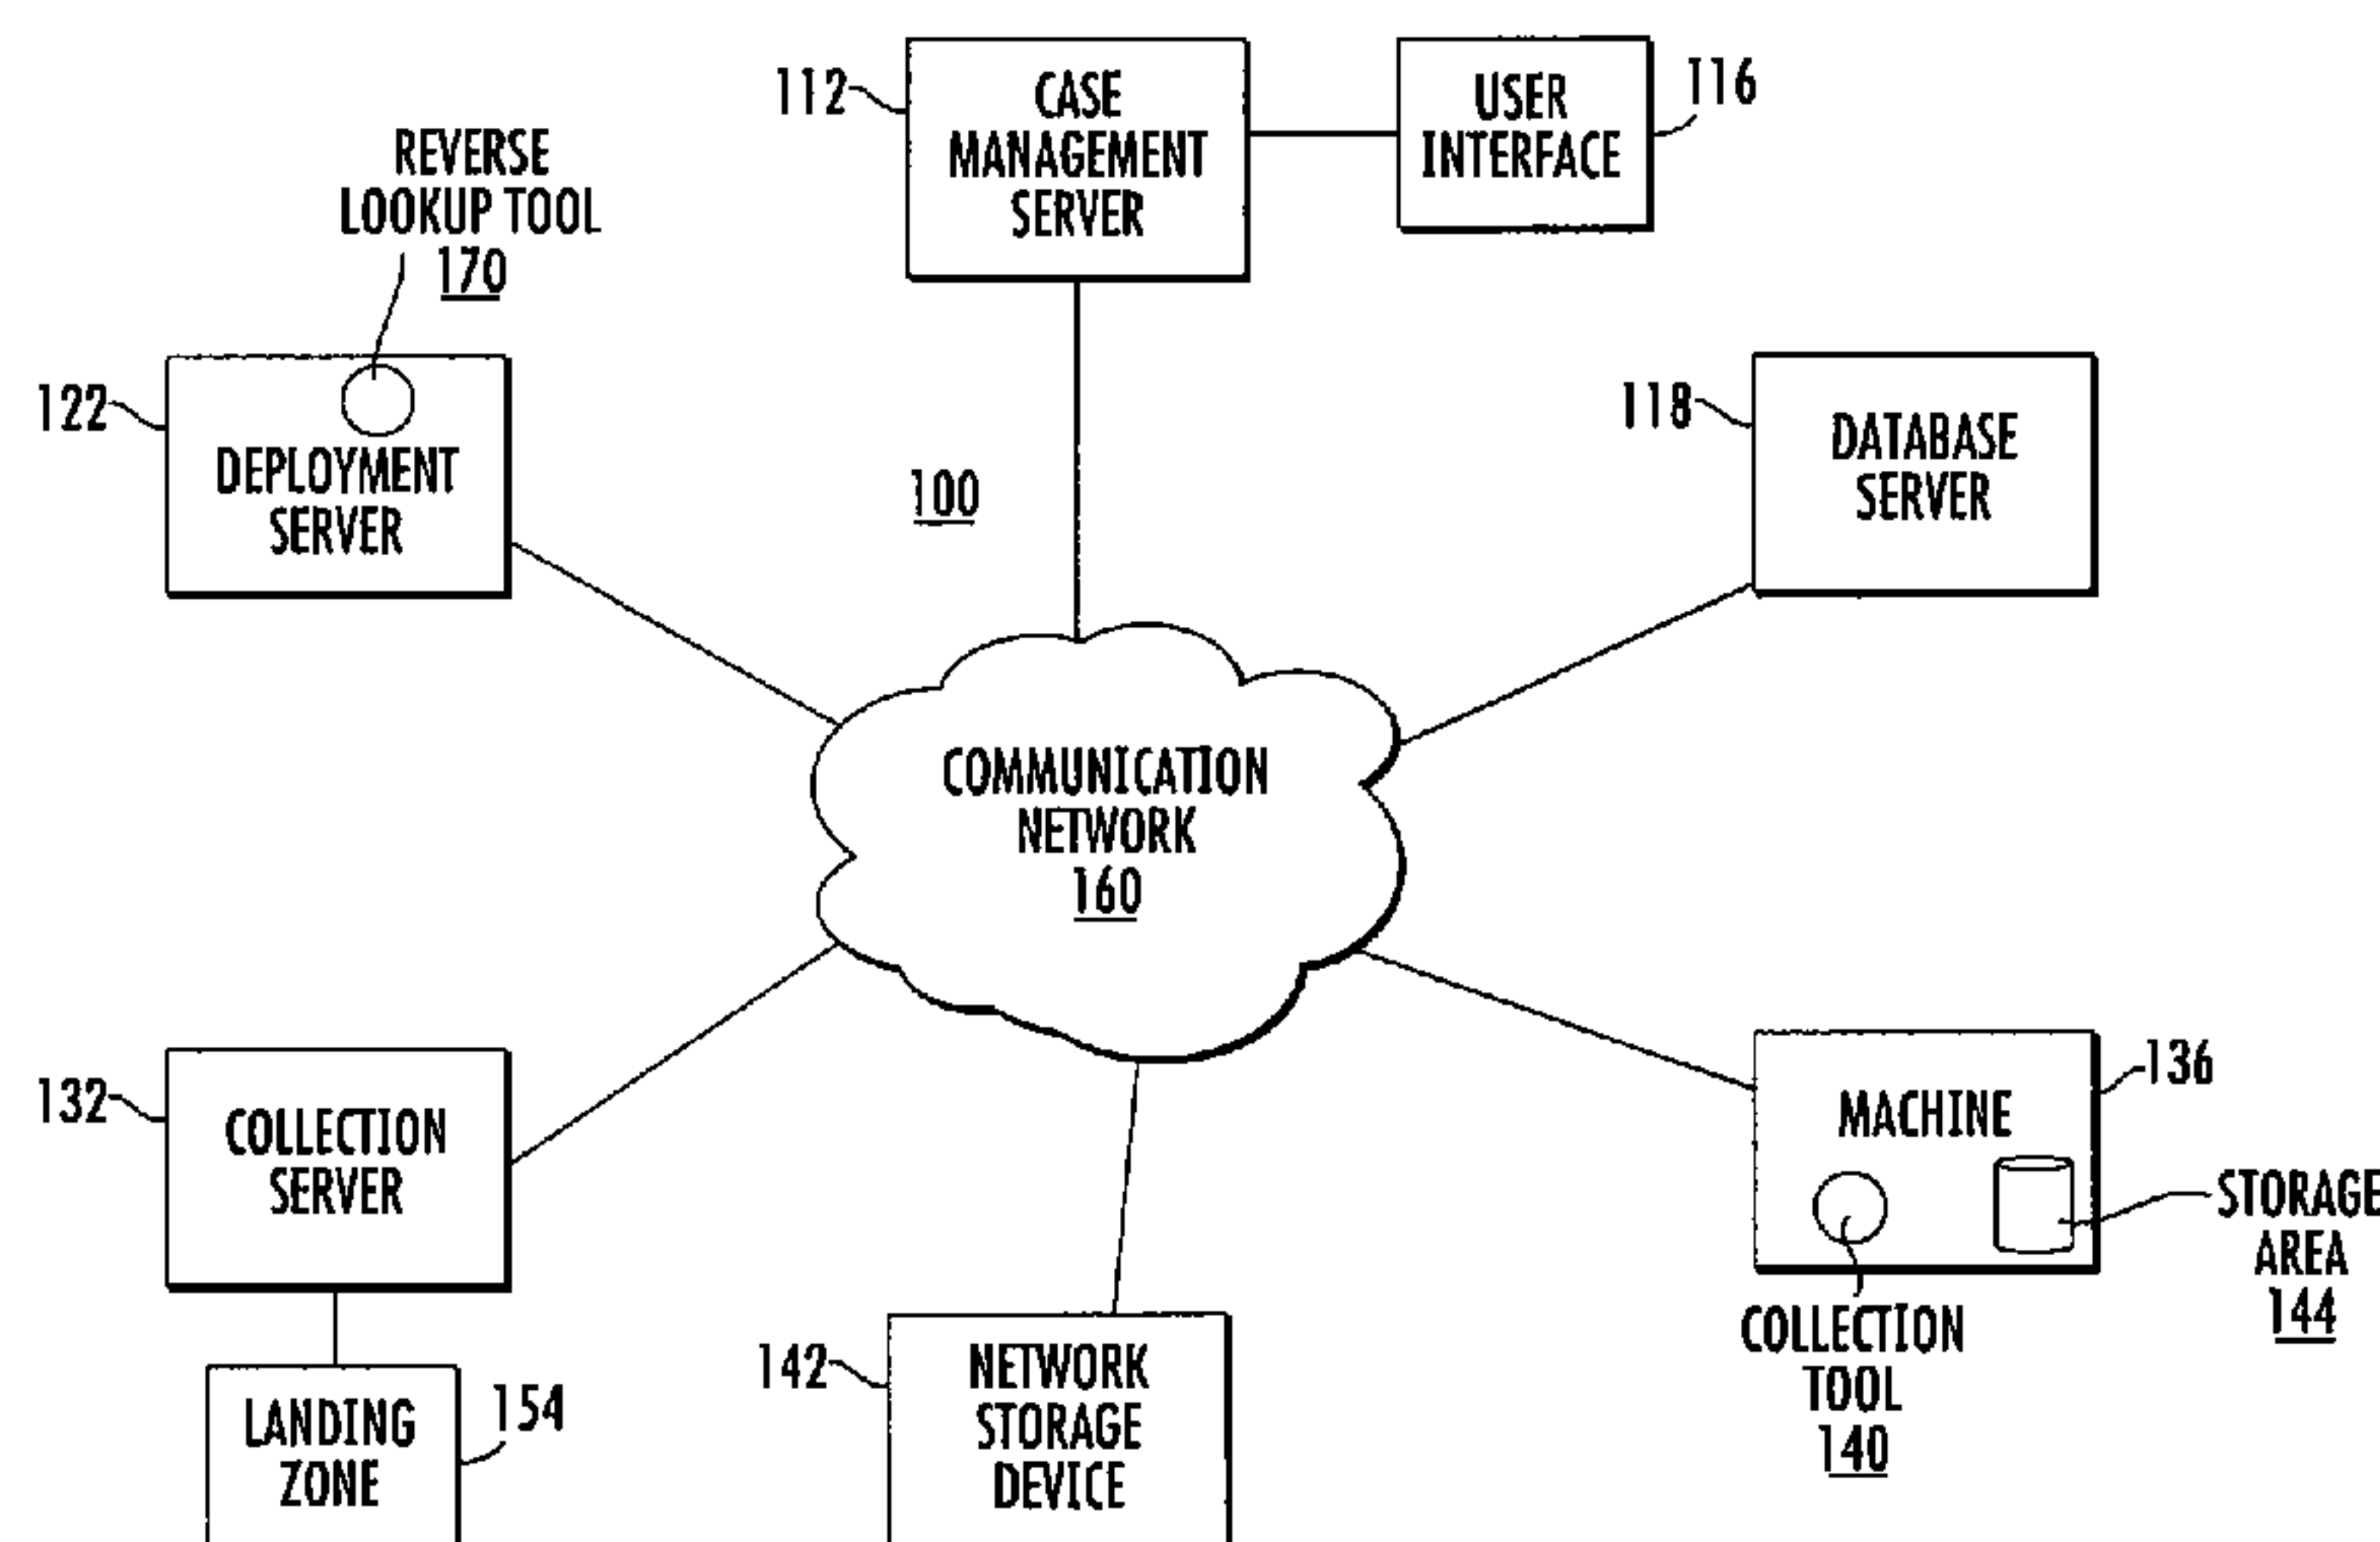 112
CASE
MANAGEMENT
SERVER
USER
INTERFACE
116
REVERSE
LOOKUP TOOL
170
122
DEPLOYMENT
SERVER
100
118
DATABASE
SERVER
COMMUNICATION
NETWORK
160
132
COLLECTION
SERVER
136
MACHINE
STORAGE
AREA
144
COLLECTION
TOOL
140
LANDING
ZONE
154
142
NETWORK
STORAGE
DEVICE